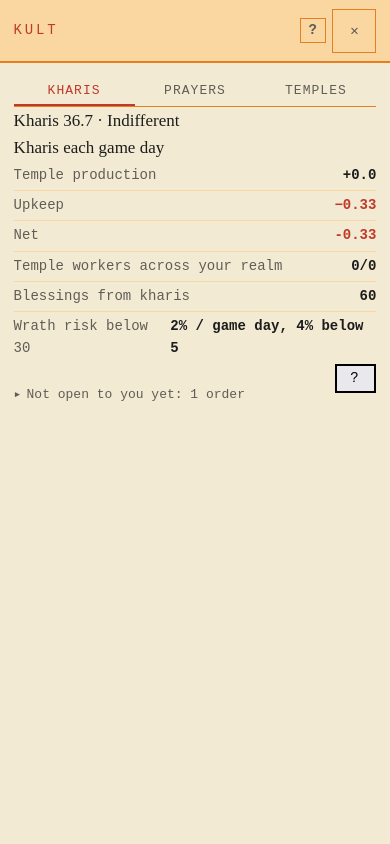 KULT ? ×
KHARIS PRAYERS TEMPLES
Kharis 36.7 · Indifferent
Kharis each game day
Temple production +0.0
Upkeep −0.33
Net -0.33
Temple workers across your realm 0/0
Blessings from kharis 60
Wrath risk below 30 2% / game day, 4% below 5
?
▸ Not open to you yet: 1 order